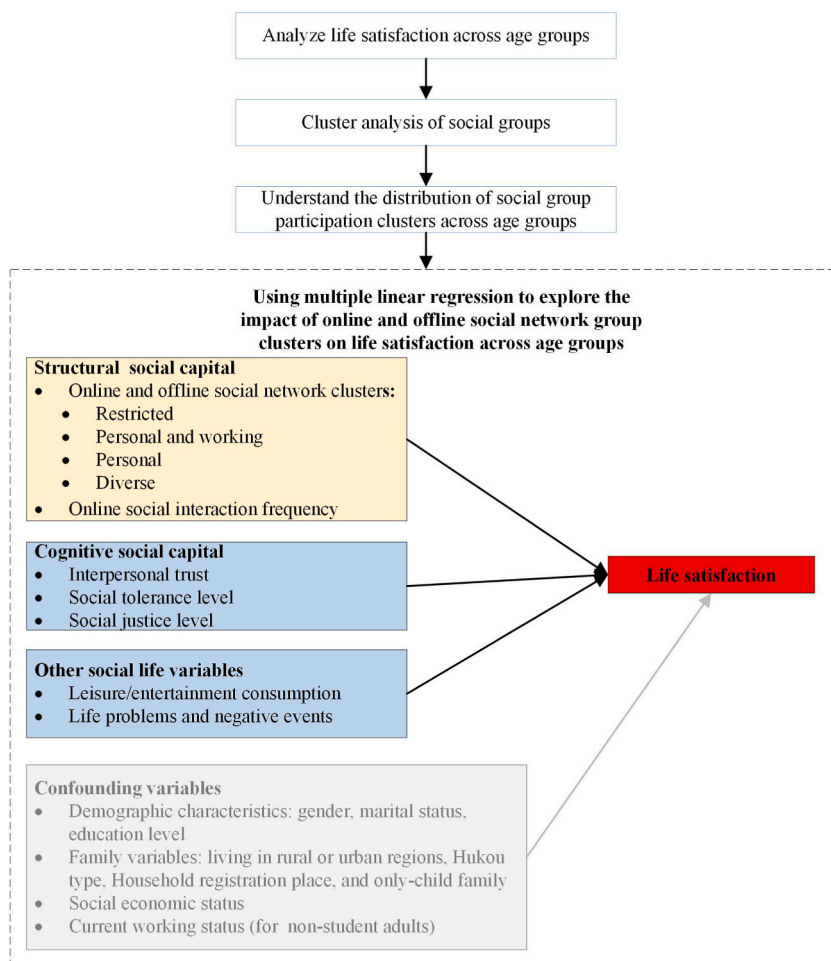 Analyze life satisfaction across age groups
Cluster analysis of social groups
Understand the distribution of social group
participation clusters across age groups
Using multiple linear regression to explore the
impact of online and offline social network group
clusters on life satisfaction across age groups
Structural social capital
• Online and offline social network clusters:
• Restricted
• Personal and working
• Personal
• Diverse
• Online social interaction frequency
Cognitive social capital
• Interpersonal trust
• Social tolerance level
• Social justice level
Life satisfaction
Other social life variables
• Leisure/entertainment consumption
• Life problems and negative events
Confounding variables
• Demographic characteristics: gender, marital status,
education level
• Family variables: living in rural or urban regions, Hukou
type, Household registration place, and only-child family
• Social economic status
• Current working status (for non-student adults)